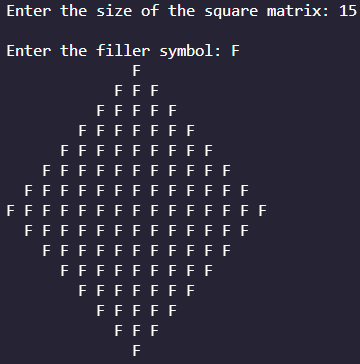 Enter the size of the square matrix: 15
Enter the filler symbol: F
              F
            F F F
          F F F F F
        F F F F F F F
      F F F F F F F F F
    F F F F F F F F F F F
  F F F F F F F F F F F F F
F F F F F F F F F F F F F F F
  F F F F F F F F F F F F F
    F F F F F F F F F F F
      F F F F F F F F F
        F F F F F F F
          F F F F F
            F F F
              F